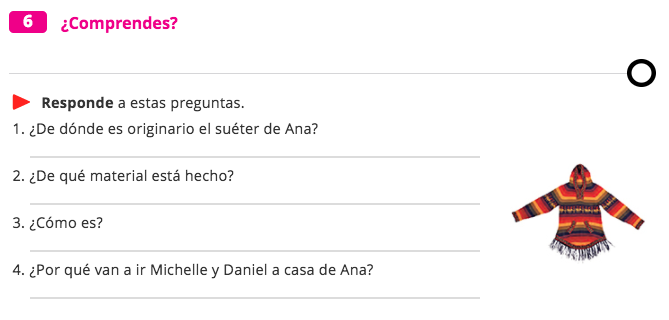 6 ¿Comprendes?
Responde a estas preguntas.
1. ¿De dónde es originario el suéter de Ana?
2. ¿De qué material está hecho?
3. ¿Cómo es?
4. ¿Por qué van a ir Michelle y Daniel a casa de Ana?